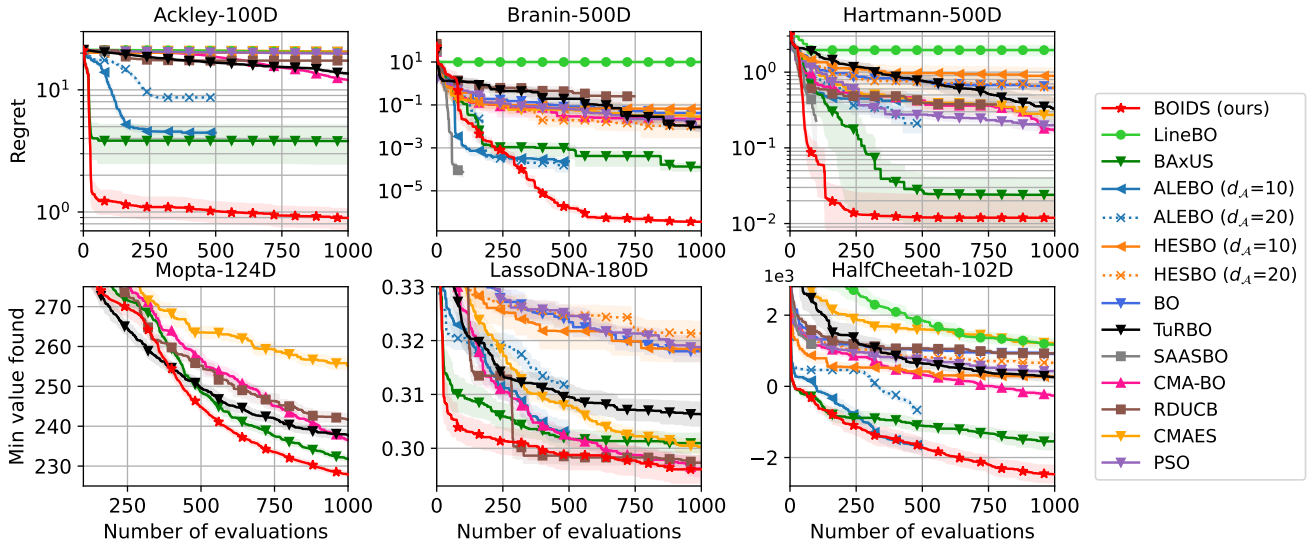 Ackley-100D
Branin-500D
Hartmann-500D
Regret
10^1
10^0
0
250
500
750
1000
10^1
10^-1
10^-3
10^-5
0
250
500
750
1000
10^0
10^-1
10^-2
0
250
500
750
1000
Mopta-124D
LassoDNA-180D
HalfCheetah-102D
1e3
Min value found
270
260
250
240
230
250
500
750
1000
0.33
0.32
0.31
0.30
0
250
500
750
1000
2
0
−2
0
250
500
750
1000
Number of evaluations
Number of evaluations
Number of evaluations
BOIDS (ours)
LineBO
BAxUS
ALEBO (d_𝒜=10)
ALEBO (d_𝒜=20)
HESBO (d_𝒜=10)
HESBO (d_𝒜=20)
BO
TuRBO
SAASBO
CMA-BO
RDUCB
CMAES
PSO